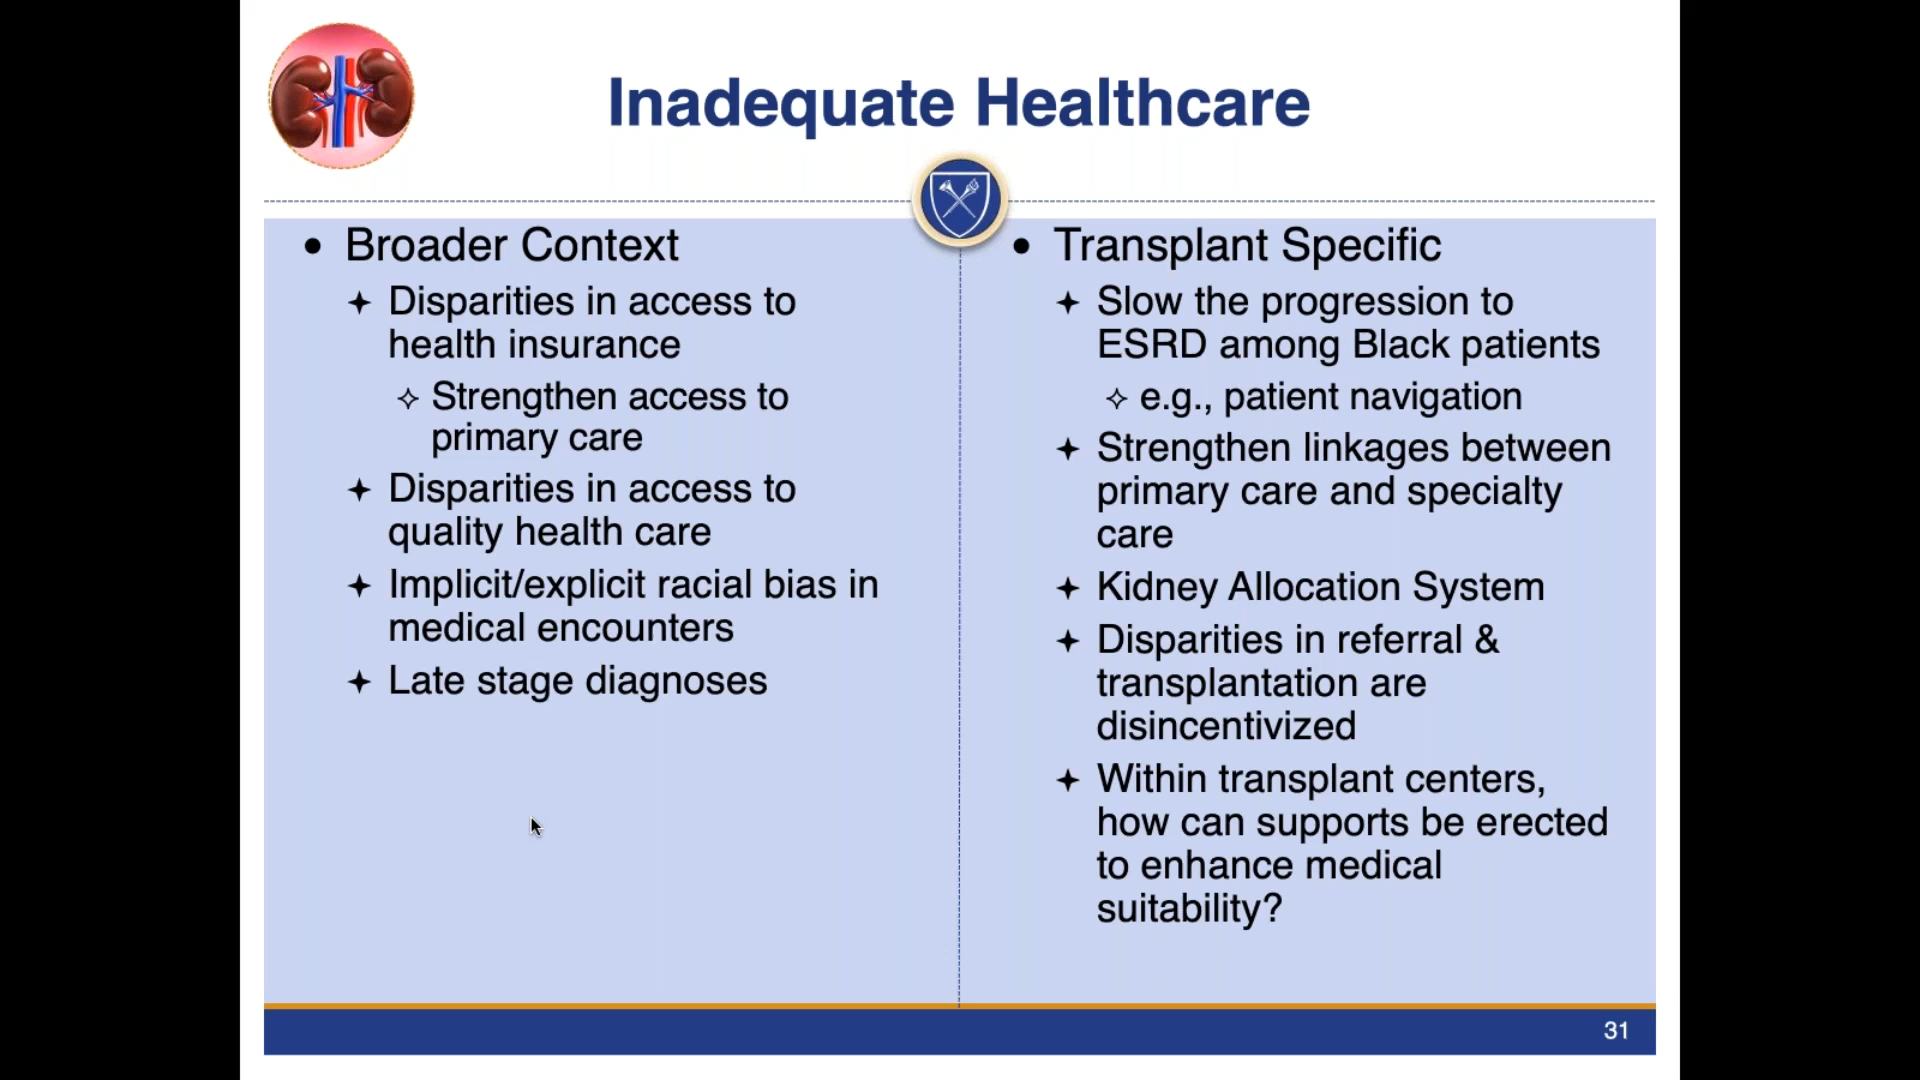 Inadequate Healthcare
• Broader Context
✦ Disparities in access to
health insurance
✧ Strengthen access to
primary care
✦ Disparities in access to
quality health care
✦ Implicit/explicit racial bias in
medical encounters
✦ Late stage diagnoses
• Transplant Specific
✦ Slow the progression to
ESRD among Black patients
✧ e.g., patient navigation
✦ Strengthen linkages between
primary care and specialty
care
✦ Kidney Allocation System
✦ Disparities in referral &
transplantation are
disincentivized
✦ Within transplant centers,
how can supports be erected
to enhance medical
suitability?
31